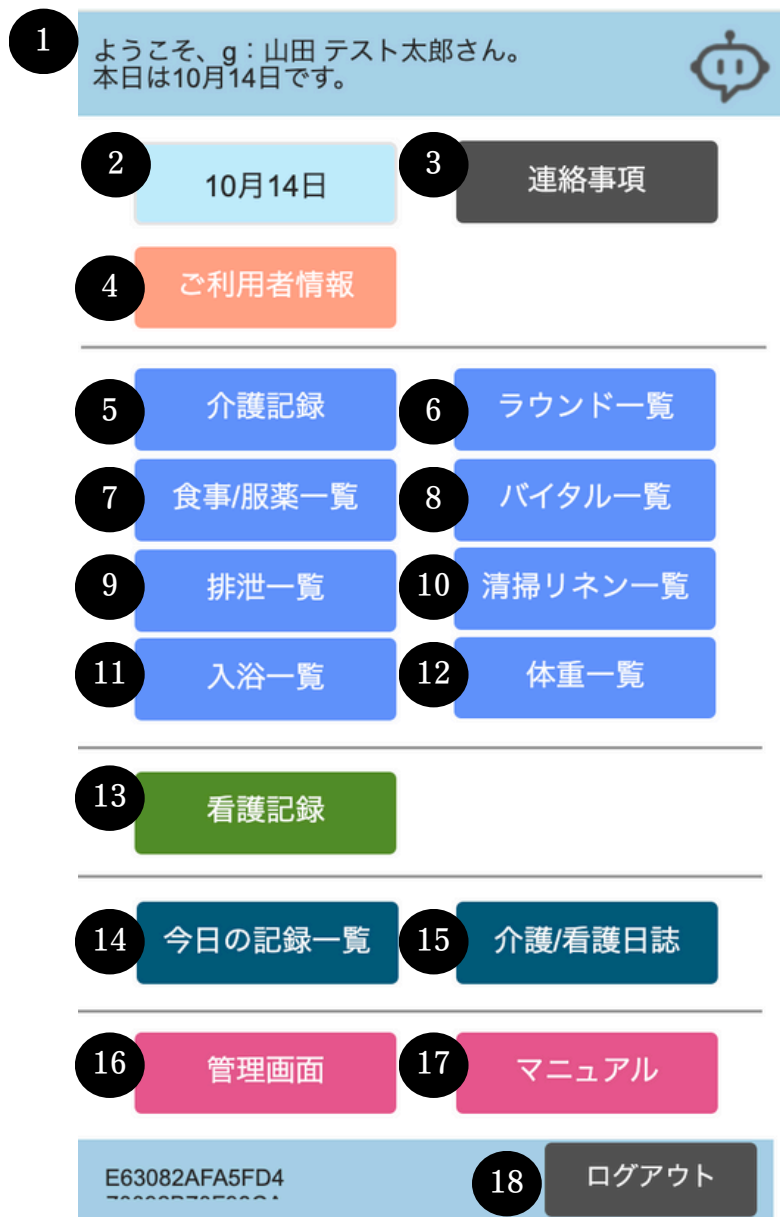 1
ようこそ、g：山田 テスト太郎さん。
本日は10月14日です。
2 10月14日
3 連絡事項
4 ご利用者情報
5 介護記録
6 ラウンド一覧
7 食事/服薬一覧
8 バイタル一覧
9 排泄一覧
10 清掃リネン一覧
11 入浴一覧
12 体重一覧
13 看護記録
14 今日の記録一覧
15 介護/看護日誌
16 管理画面
17 マニュアル
E63082AFA5FD4
18 ログアウト